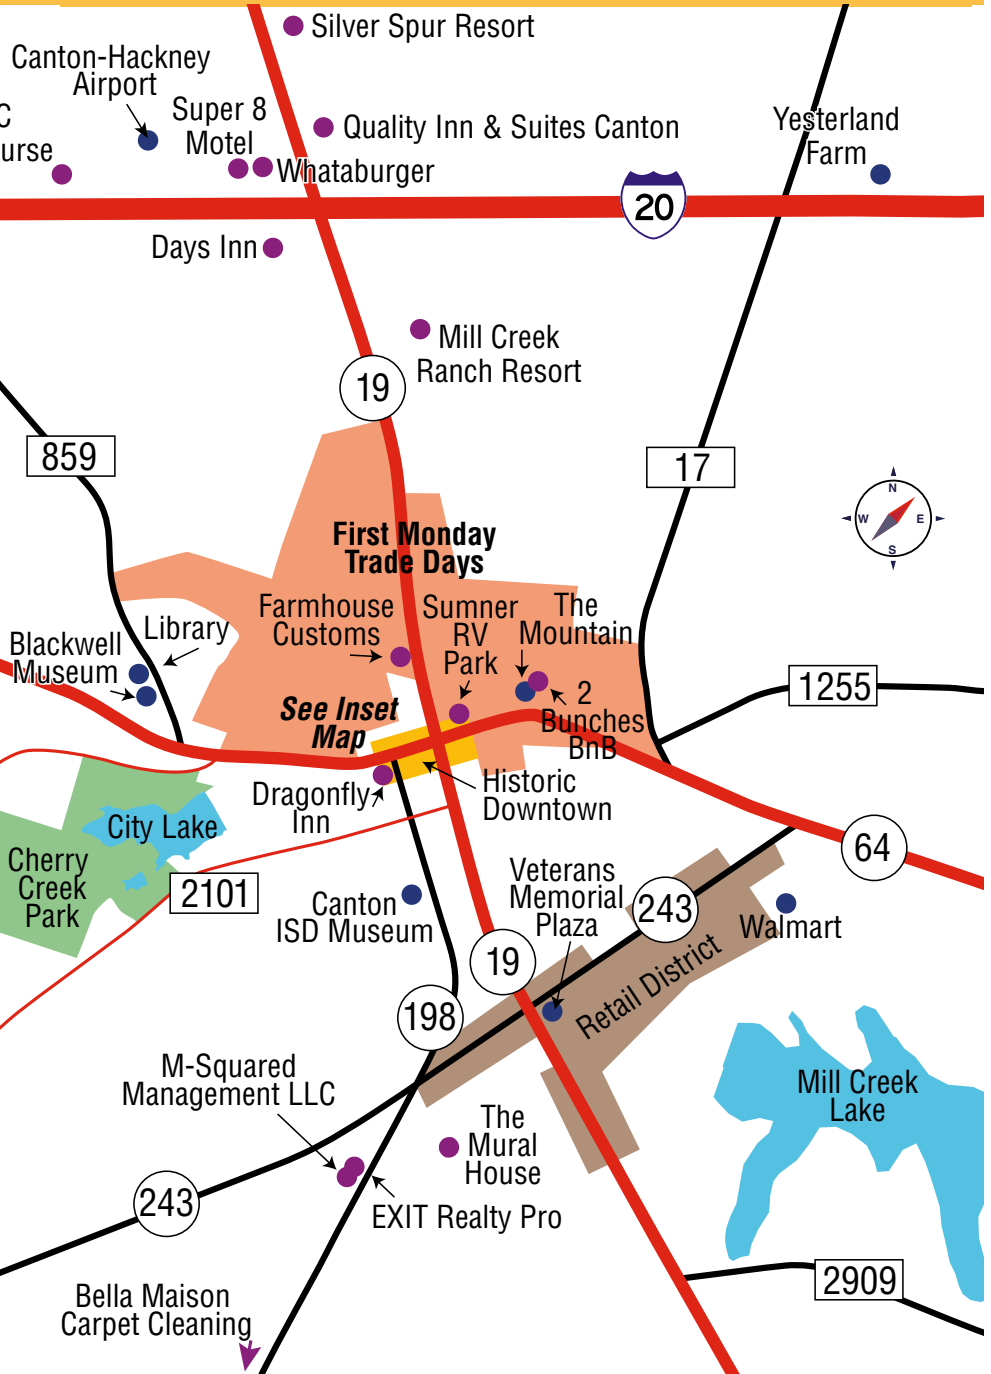 Silver Spur Resort
Canton-Hackney
Airport
Super 8
Motel
Quality Inn & Suites Canton
Yesterland
Farm
C
urse
Whataburger
20
Days Inn
Mill Creek
Ranch Resort
19
859
17
N
W E
S
First Monday
Trade Days
Farmhouse
Customs
Sumner
RV
Park
The
Mountain
Library
Blackwell
Museum
2
Bunches
BnB
1255
See Inset
Map
Historic
Downtown
Dragonfly
Inn
City Lake
Cherry
Creek
Park
2101
64
Veterans
Memorial
Plaza
243
Walmart
Canton
ISD Museum
19
Retail District
198
M-Squared
Management LLC
Mill Creek
Lake
The
Mural
House
243
EXIT Realty Pro
2909
Bella Maison
Carpet Cleaning